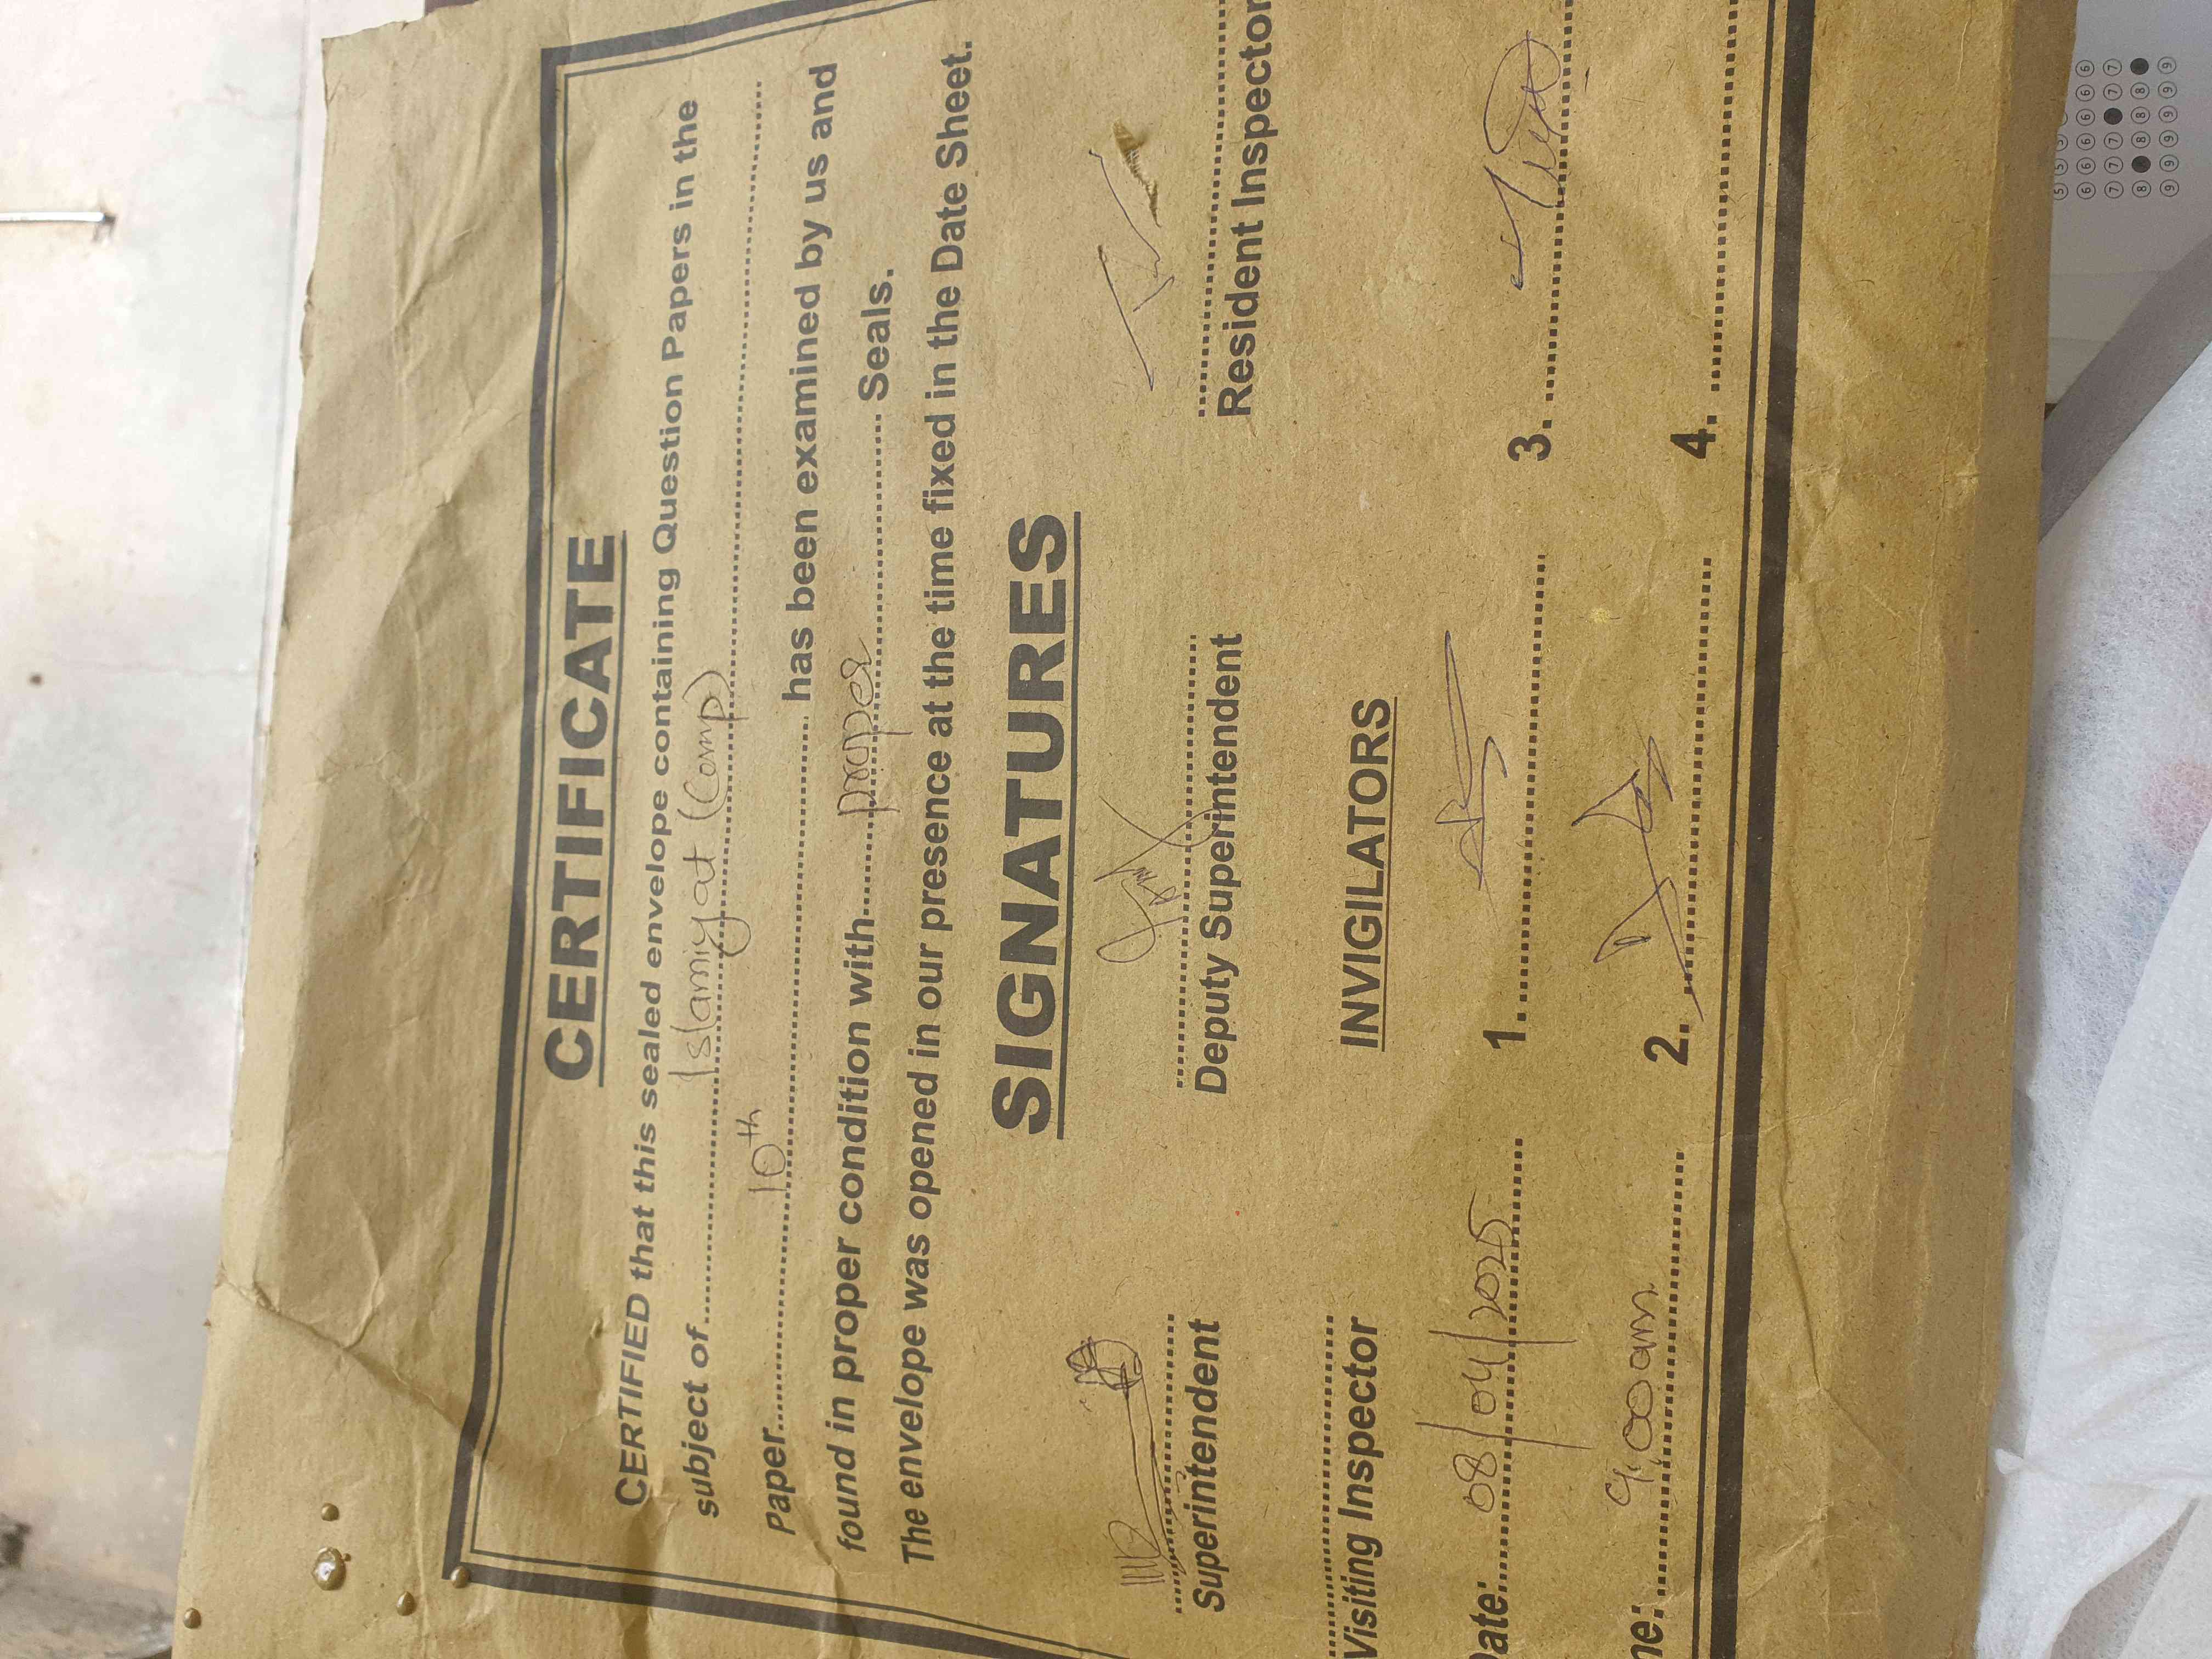 CERTIFICATE
CERTIFIED that this sealed envelope containing Question Papers in the
subject of........Islamiyat (Comp)........
Paper........10th........ has been examined by us and
found in proper condition with........proper........ Seals.
The envelope was opened in our presence at the time fixed in the Date Sheet.
SIGNATURES
Superintendent
Deputy Superintendent
Resident Inspector
Visiting Inspector
INVIGILATORS
Date:........08/04/2025........
1.
3.
me:........9:00 am........
2.
4.